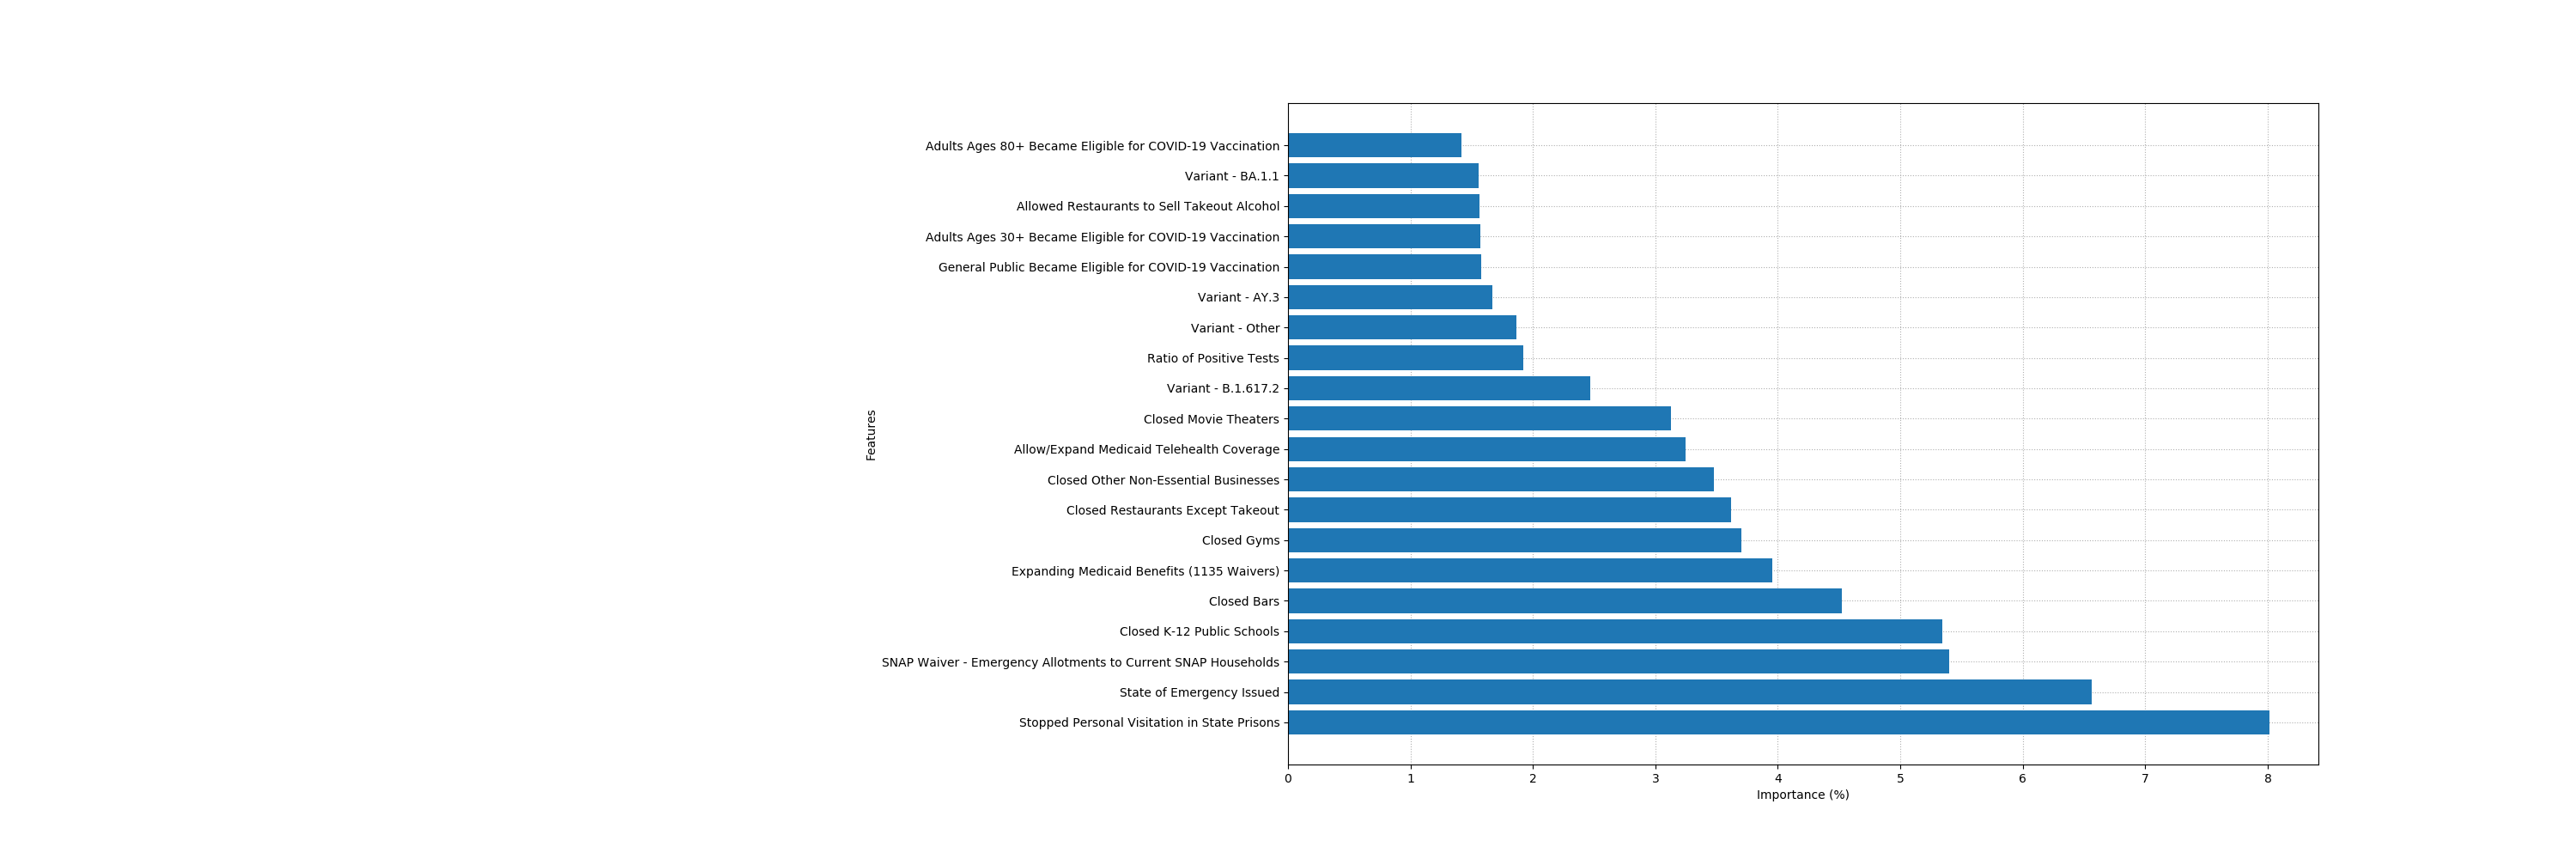 Adults Ages 80+ Became Eligible for COVID-19 Vaccination
Variant - BA.1.1
Allowed Restaurants to Sell Takeout Alcohol
Adults Ages 30+ Became Eligible for COVID-19 Vaccination
General Public Became Eligible for COVID-19 Vaccination
Variant - AY.3
Variant - Other
Ratio of Positive Tests
Variant - B.1.617.2
Closed Movie Theaters
Allow/Expand Medicaid Telehealth Coverage
Closed Other Non-Essential Businesses
Closed Restaurants Except Takeout
Closed Gyms
Expanding Medicaid Benefits (1135 Waivers)
Closed Bars
Closed K-12 Public Schools
SNAP Waiver - Emergency Allotments to Current SNAP Households
State of Emergency Issued
Stopped Personal Visitation in State Prisons
Features
0 1 2 3 4 5 6 7 8
Importance (%)